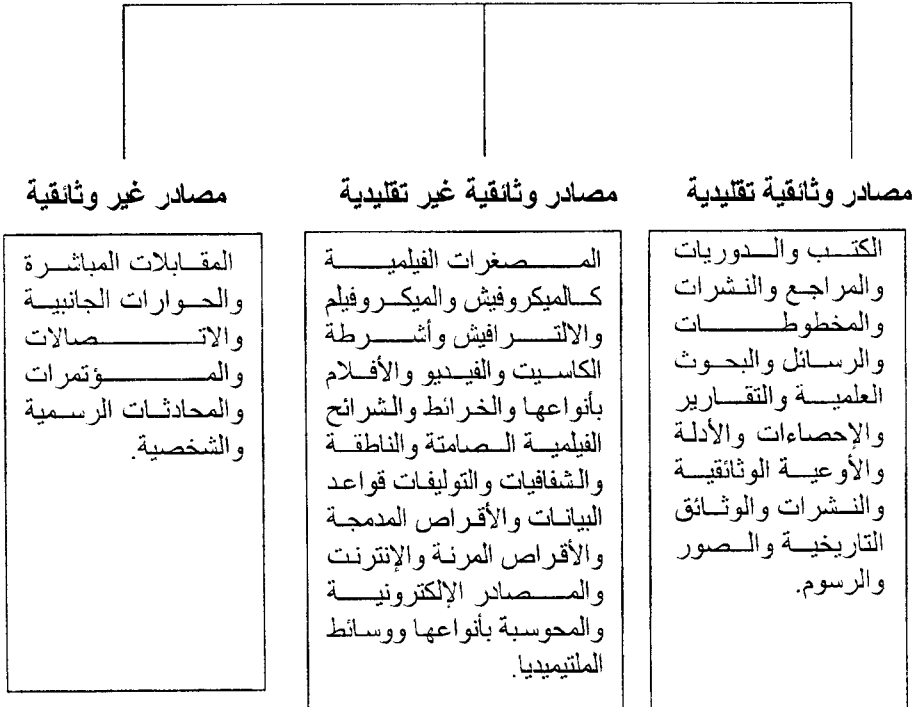 مصادر وثائقية تقليدية
الكتب والدوريات
والمراجع والنشرات
والمخطوطات
والرسائل والبحوث
العلمية والتقارير
والإحصاءات والأدلة
والأوعية الوثائقية
والنشرات والوثائق
التاريخية والصور
والرسوم.
مصادر وثائقية غير تقليدية
المصغرات الفيلمية
كالميكروفيش والميكروفيلم
والالترافيش وأشرطة
الكاسيت والفيديو والأفلام
بأنواعها والخرائط والشرائح
الفيلمية الصامتة والناطقة
والشفافيات والتوليفات قواعد
البيانات والأقراص المدمجة
والأقراص المرنة والإنترنت
والمصادر الإلكترونية
والمحوسبة بأنواعها ووسائط
الملتيميديا.
مصادر غير وثائقية
المقابلات المباشرة
والحوارات الجانبية
والاتصالات
والمؤتمرات
والمحادثات الرسمية
والشخصية.